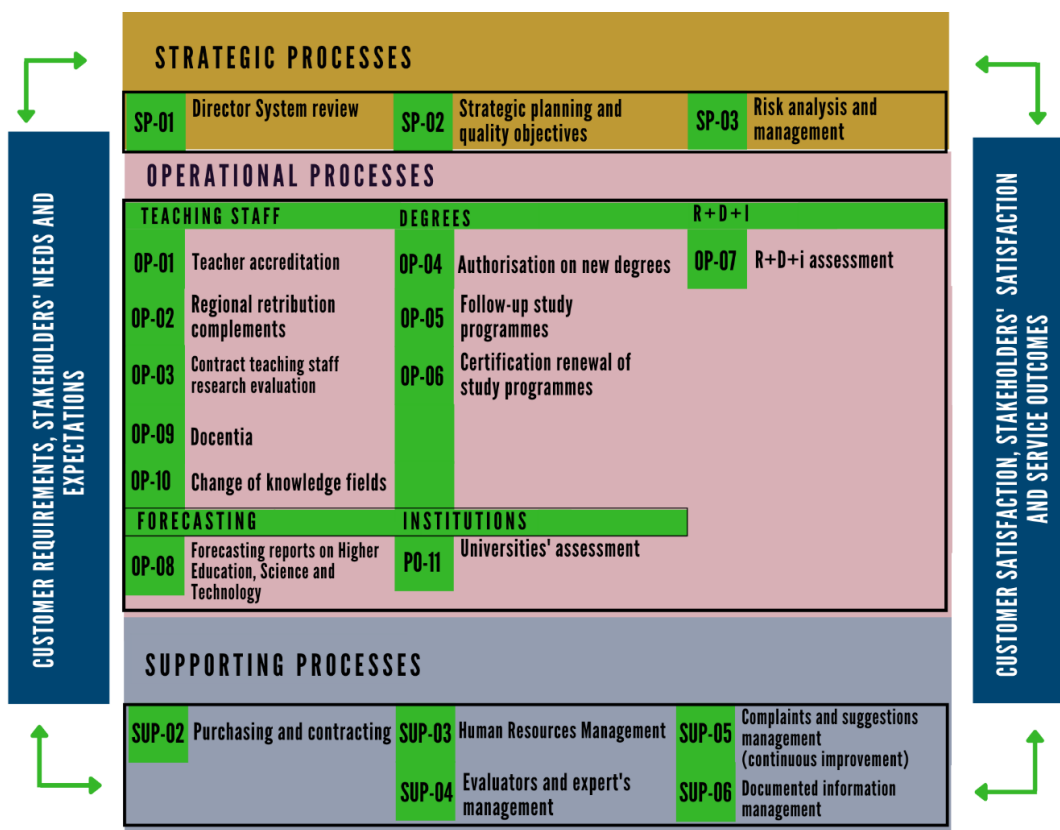 STRATEGIC PROCESSES
SP-01
Director System review
SP-02
Strategic planning and
quality objectives
SP-03
Risk analysis and
management
OPERATIONAL PROCESSES
TEACHING STAFF
DEGREES
R+D+I
OP-01
Teacher accreditation
OP-04
Authorisation on new degrees
OP-07
R+D+i assessment
OP-02
Regional retribution
complements
OP-05
Follow-up study
programmes
OP-03
Contract teaching staff
research evaluation
OP-06
Certification renewal of
study programmes
OP-09
Docentia
OP-10
Change of knowledge fields
FORECASTING
INSTITUTIONS
OP-08
Forecasting reports on Higher
Education, Science and
Technology
PO-11
Universities' assessment
SUPPORTING PROCESSES
SUP-02
Purchasing and contracting
SUP-03
Human Resources Management
SUP-05
Complaints and suggestions
management
(continuous improvement)
SUP-04
Evaluators and expert's
management
SUP-06
Documented information
management
CUSTOMER REQUIREMENTS, STAKEHOLDERS' NEEDS AND
EXPECTATIONS
CUSTOMER SATISFACTION, STAKEHOLDERS' SATISFACTION
AND SERVICE OUTCOMES